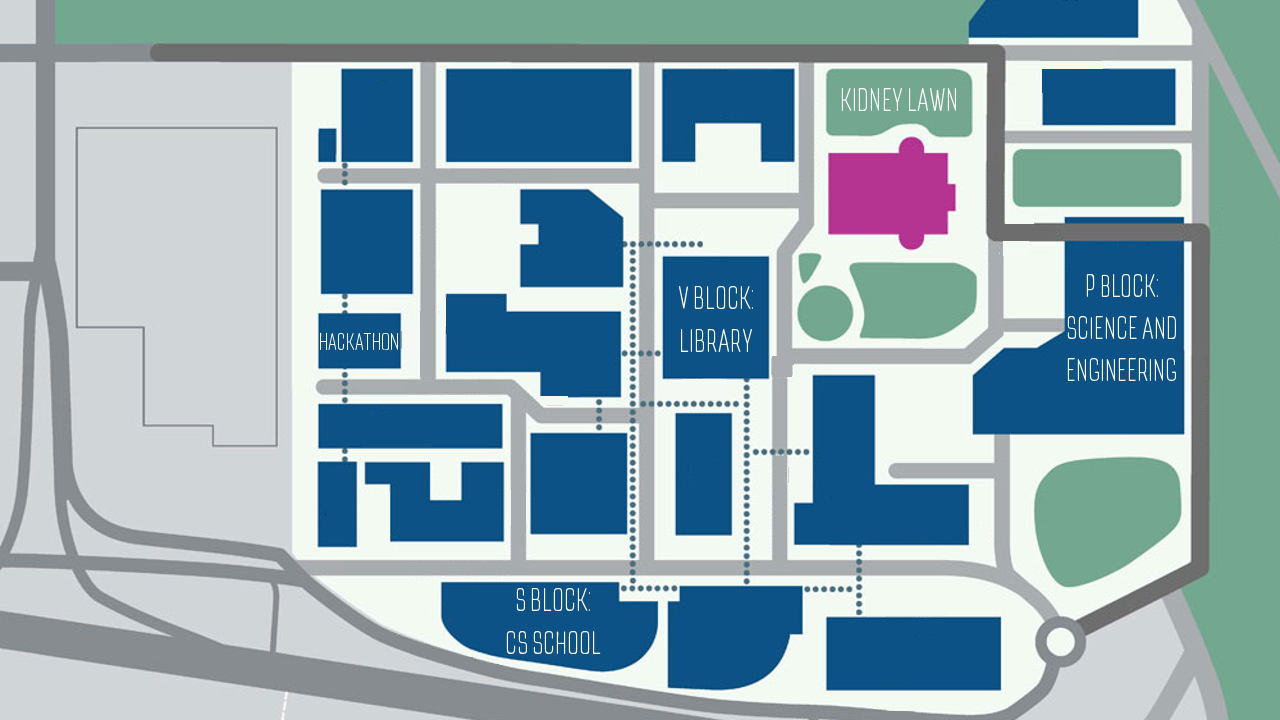 KIDNEY LAWN
V BLOCK:
LIBRARY
P BLOCK:
SCIENCE AND
ENGINEERING
HACKATHON
S BLOCK:
CS SCHOOL